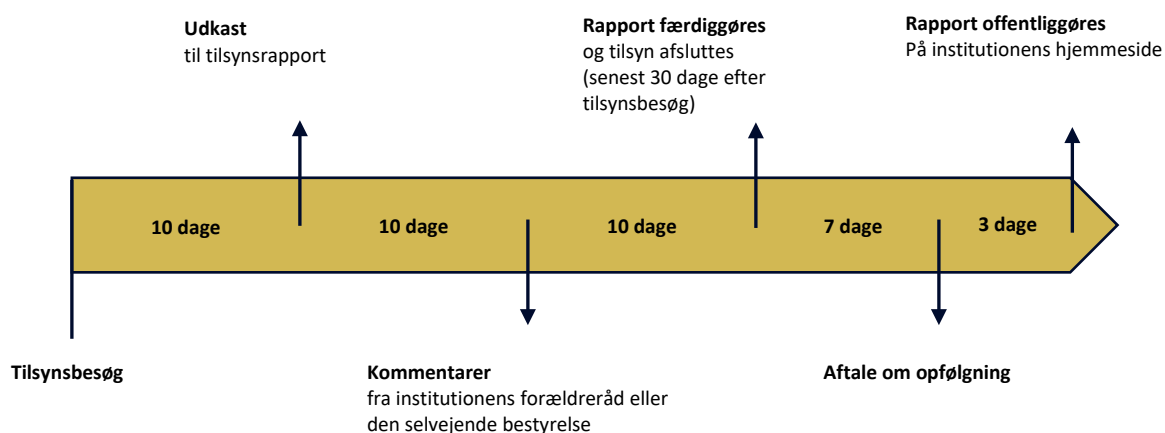 Udkast
til tilsynsrapport
Rapport færdiggøres
og tilsyn afsluttes
(senest 30 dage efter
tilsynsbesøg)
Rapport offentliggøres
På institutionens hjemmeside
10 dage
10 dage
10 dage
7 dage
3 dage
Tilsynsbesøg
Kommentarer
fra institutionens forældreråd eller
den selvejende bestyrelse
Aftale om opfølgning